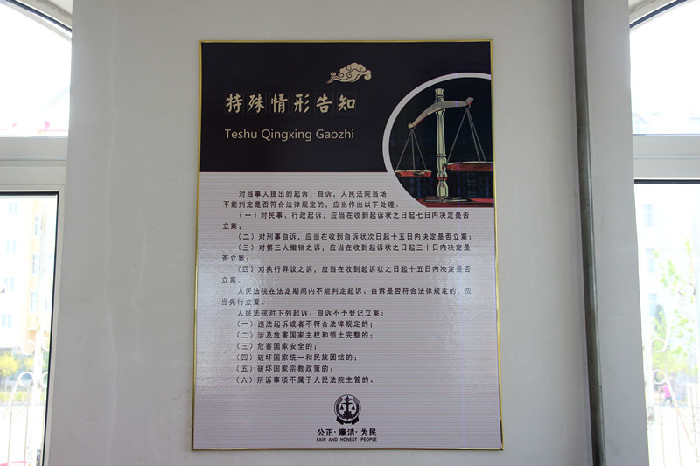 特殊情形告知
Teshu Qingxing Gaozhi
对当事人提出的起诉、自诉，人民法院当场
不能判定是否符合法律规定的，应当作出以下处理：
（一）对民事、行政起诉，应当在收到起诉状之日起七日内决定是否
立案；
（二）对刑事自诉，应当在收到自诉状次日起十五日内决定是否立案；
（三）对第三人撤销之诉，应当在收到起诉状之日起三十日内决定是
否立案；
（四）对执行异议之诉，应当在收到起诉状之日起十五日内决定是否
立案。
人民法院在法定期间内不能判定起诉、自诉是否符合法律规定的，应
当先行立案。
人民法院对下列起诉、自诉不予登记立案：
（一）违法起诉或者不符合法律规定的；
（二）涉及危害国家主权和领土完整的；
（三）危害国家安全的；
（四）破坏国家统一和民族团结的；
（五）破坏国家宗教政策的；
（六）所诉事项不属于人民法院主管的。
公正·廉洁·为民
FAIR AND HONEST PEOPLE